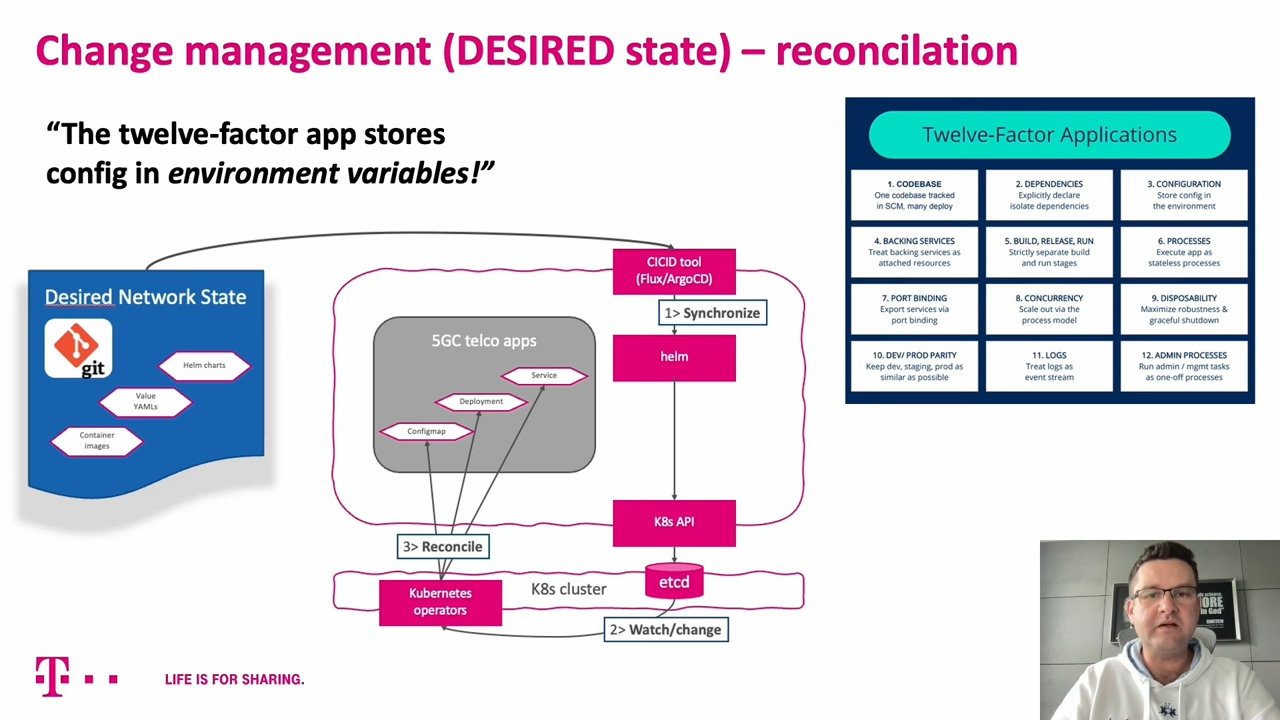 Change management (DESIRED state) – reconcilation
“The twelve-factor app stores
config in environment variables!”
Twelve-Factor Applications
1. CODEBASE
One codebase tracked
in SCM, many deploy
2. DEPENDENCIES
Explicitly declare
isolate dependencies
3. CONFIGURATION
Store config in
the environment
4. BACKING SERVICES
Treat backing services as
attached resources
5. BUILD, RELEASE, RUN
Strictly separate build
and run stages
6. PROCESSES
Execute app as
stateless processes
7. PORT BINDING
Export services via
port binding
8. CONCURRENCY
Scale out via the
process model
9. DISPOSABILITY
Maximize robustness &
graceful shutdown
10. DEV/ PROD PARITY
Keep dev, staging, prod as
similar as possible
11. LOGS
Treat logs as
event stream
12. ADMIN PROCESSES
Run admin / mgmt tasks
as one-off processes
Desired Network State
git
Helm charts
Value
YAMLs
Container
images
CICID tool
(Flux/ArgoCD)
1> Synchronize
helm
5GC telco apps
Service
Deployment
Configmap
K8s API
3> Reconcile
etcd
K8s cluster
Kubernetes
operators
2> Watch/change
T
LIFE IS FOR SHARING.